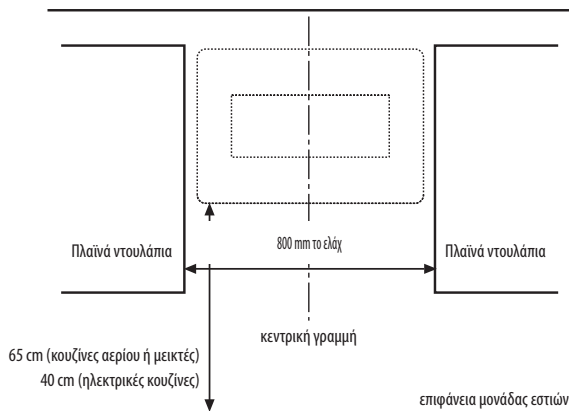 Πλαϊνά ντουλάπια
800 mm το ελάχ
Πλαϊνά ντουλάπια
κεντρική γραμμή
65 cm (κουζίνες αερίου ή μεικτές)
40 cm (ηλεκτρικές κουζίνες)
επιφάνεια μονάδας εστιών